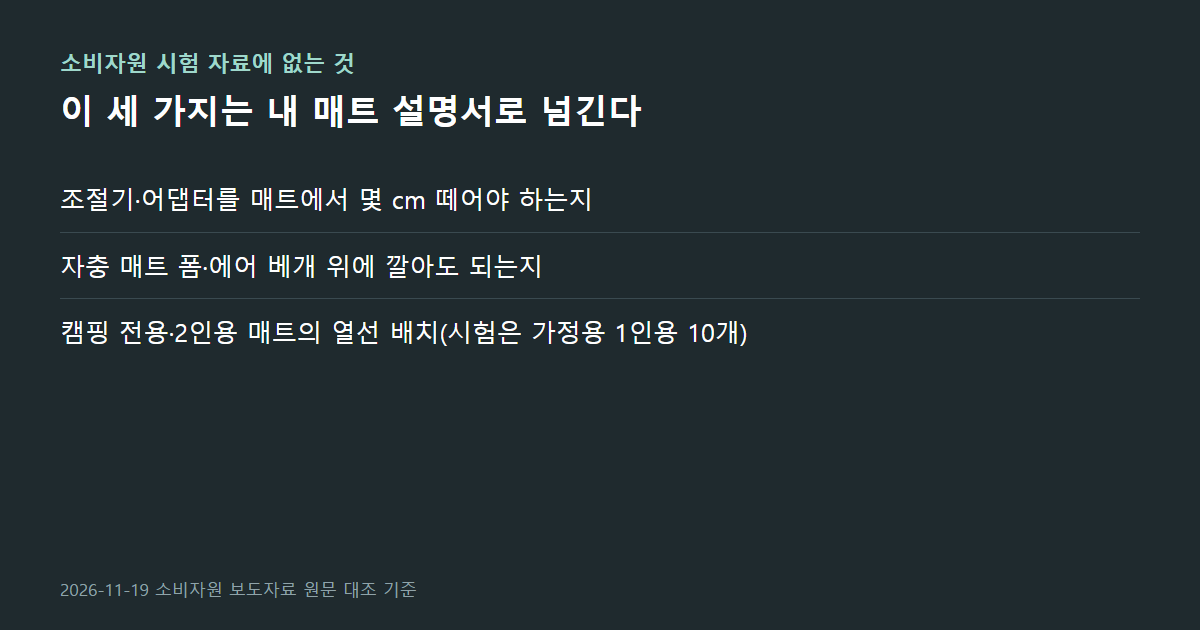 소비자원 시험 자료에 없는 것
이 세 가지는 내 매트 설명서로 넘긴다
조절기·어댑터를 매트에서 몇 cm 떼어야 하는지
자충 매트 폼·에어 베개 위에 깔아도 되는지
캠핑 전용·2인용 매트의 열선 배치(시험은 가정용 1인용 10개)
2026-11-19 소비자원 보도자료 원문 대조 기준